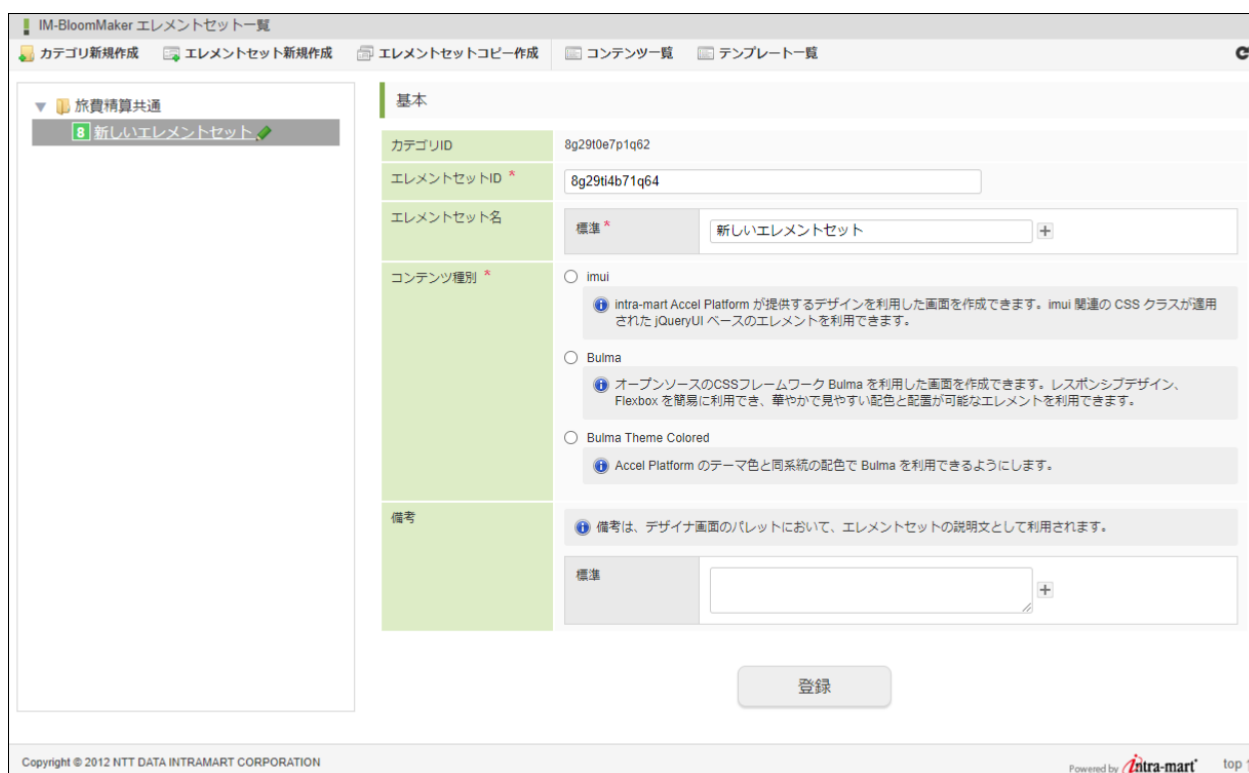 IM-BloomMaker エレメントセット一覧
カテゴリ新規作成 エレメントセット新規作成 エレメントセットコピー作成 コンテンツ一覧 テンプレート一覧
旅費精算共通
8 新しいエレメントセット
基本
カテゴリID 8g29t0e7p1q62
エレメントセットID * 8g29ti4b71q64
エレメントセット名 標準 * 新しいエレメントセット
コンテンツ種別 * imui
intra-mart Accel Platform が提供するデザインを利用した画面を作成できます。imui 関連の CSS クラスが適用
された jQueryUI ベースのエレメントを利用できます。
Bulma
オープンソースのCSSフレームワーク Bulma を利用した画面を作成できます。レスポンシブデザイン、
Flexbox を簡易に利用でき、華やかで見やすい配色と配置が可能なエレメントを利用できます。
Bulma Theme Colored
Accel Platform のテーマ色と同系統の配色で Bulma を利用できるようにします。
備考 備考は、デザイナ画面のパレットにおいて、エレメントセットの説明文として利用されます。
標準
登録
Copyright © 2012 NTT DATA INTRAMART CORPORATION Powered by intra-mart top